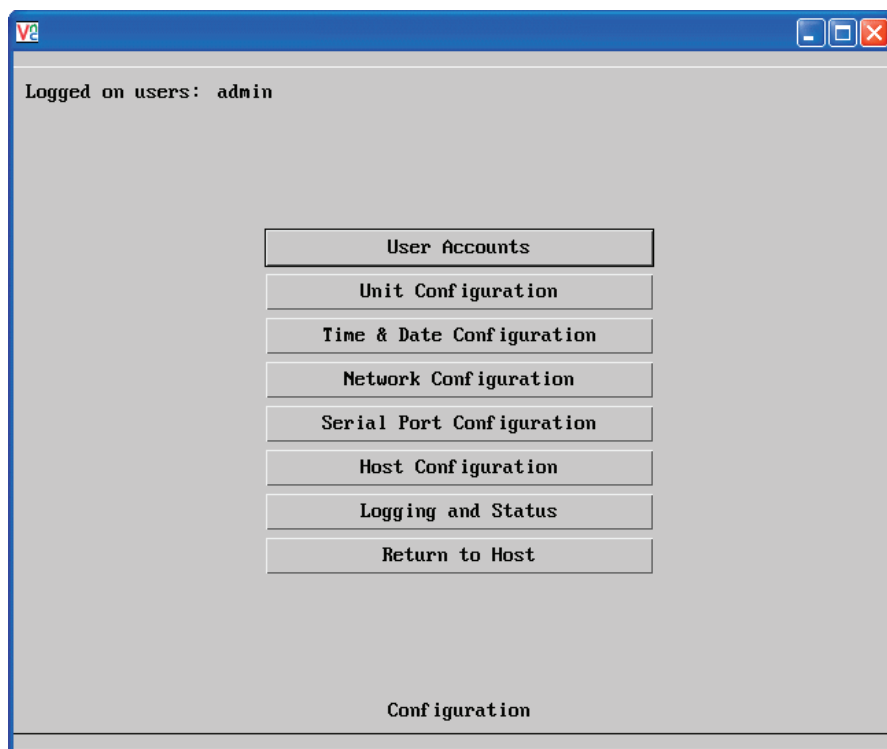 VNC
Logged on users: admin
User Accounts
Unit Configuration
Time & Date Configuration
Network Configuration
Serial Port Configuration
Host Configuration
Logging and Status
Return to Host
Configuration